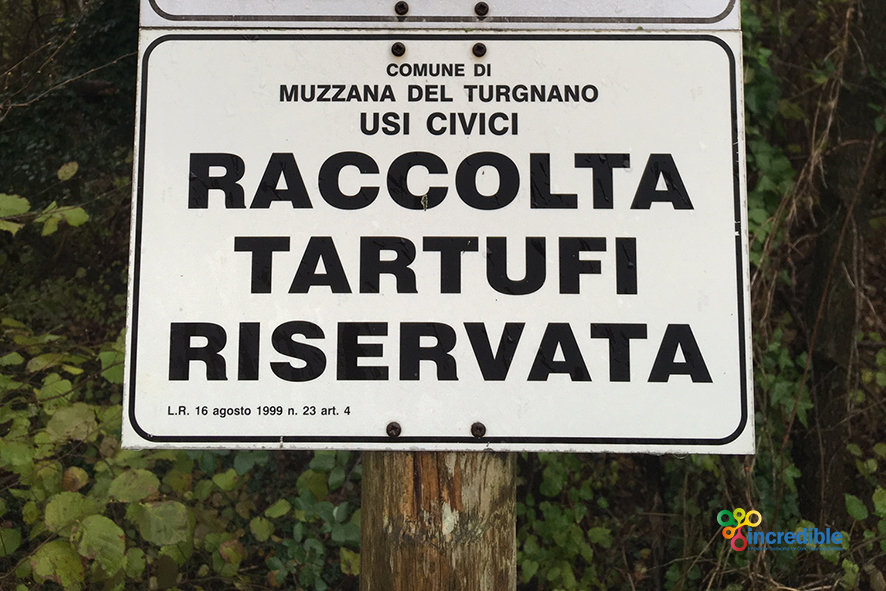 COMUNE DI
MUZZANA DEL TURGNANO
USI CIVICI
RACCOLTA
TARTUFI
RISERVATA
L.R. 16 agosto 1999 n. 23 art. 4
incredible